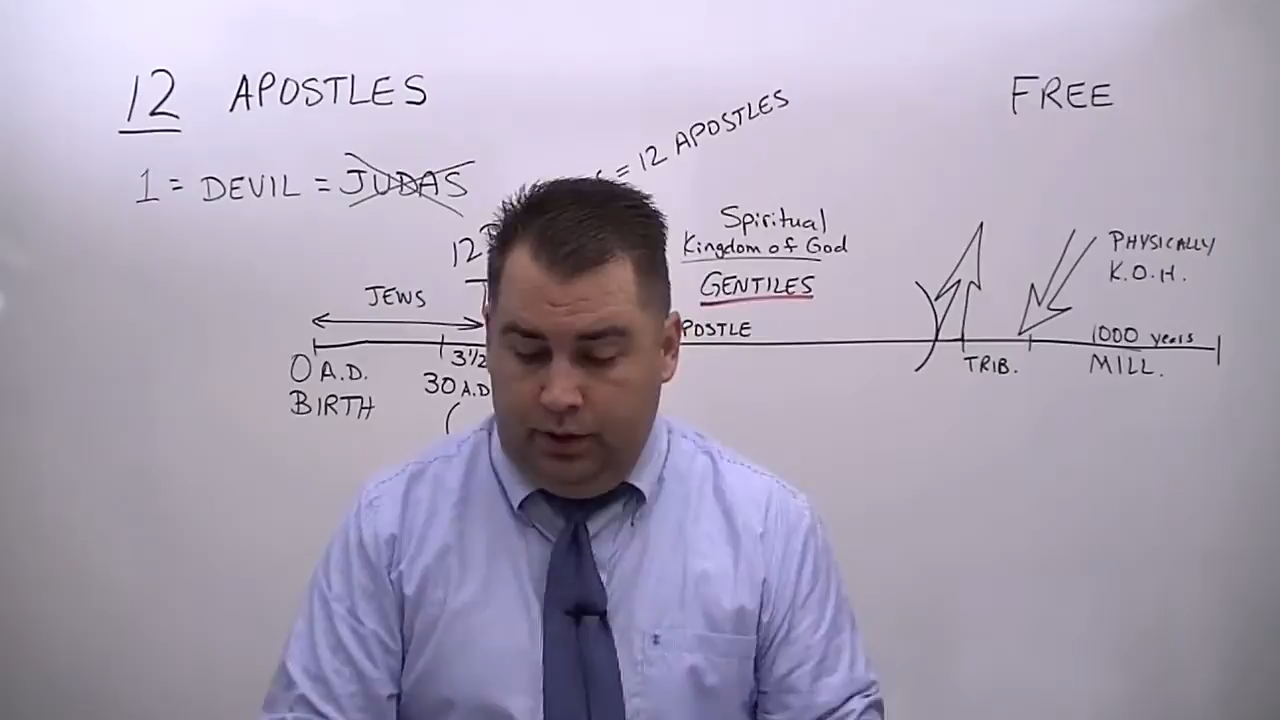 12 APOSTLES
FREE
= 12 APOSTLES
1 = DEVIL = JUDAS
12
Spiritual
Kingdom of God
GENTILES
PHYSICALLY
K.O.H.
JEWS
POSTLE
1000 years
0 A.D.
BIRTH
3½
30 A.D
TRIB.
MILL.